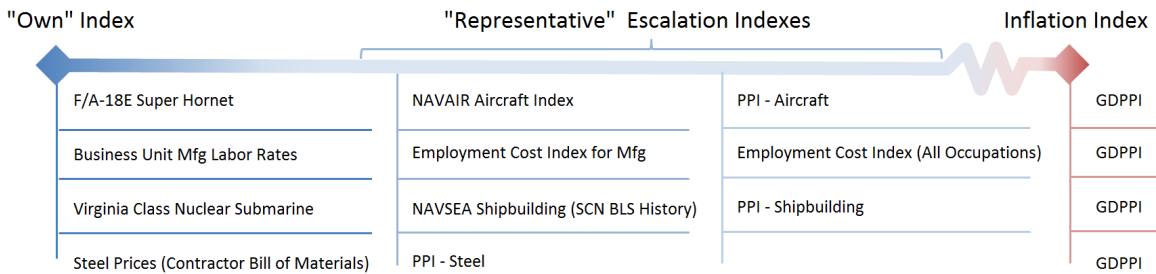 "Own" Index "Representative" Escalation Indexes Inflation Index
F/A-18E Super Hornet NAVAIR Aircraft Index PPI - Aircraft GDPPI
Business Unit Mfg Labor Rates Employment Cost Index for Mfg Employment Cost Index (All Occupations) GDPPI
Virginia Class Nuclear Submarine NAVSEA Shipbuilding (SCN BLS History) PPI - Shipbuilding GDPPI
Steel Prices (Contractor Bill of Materials) PPI - Steel GDPPI